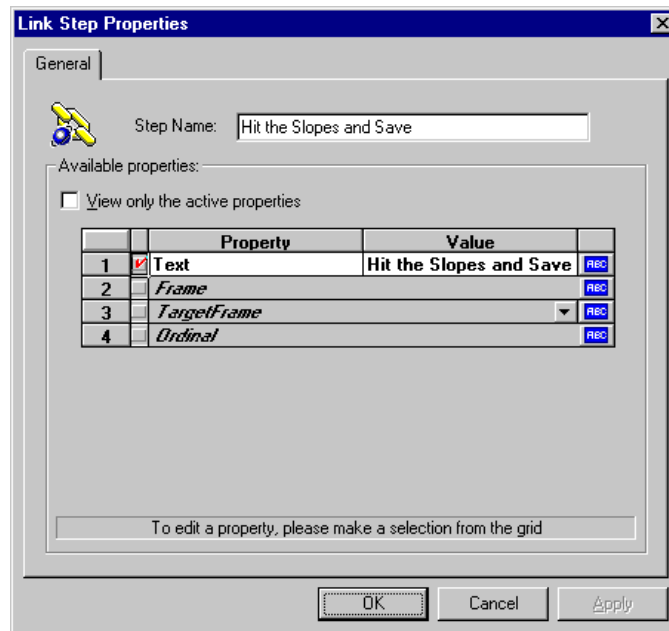 Link Step Properties
General
Step Name: Hit the Slopes and Save
Available properties:
View only the active properties
Property Value
1 Text Hit the Slopes and Save ABC
2 Frame ABC
3 TargetFrame ABC
4 Ordinal ABC
To edit a property, please make a selection from the grid
OK Cancel Apply